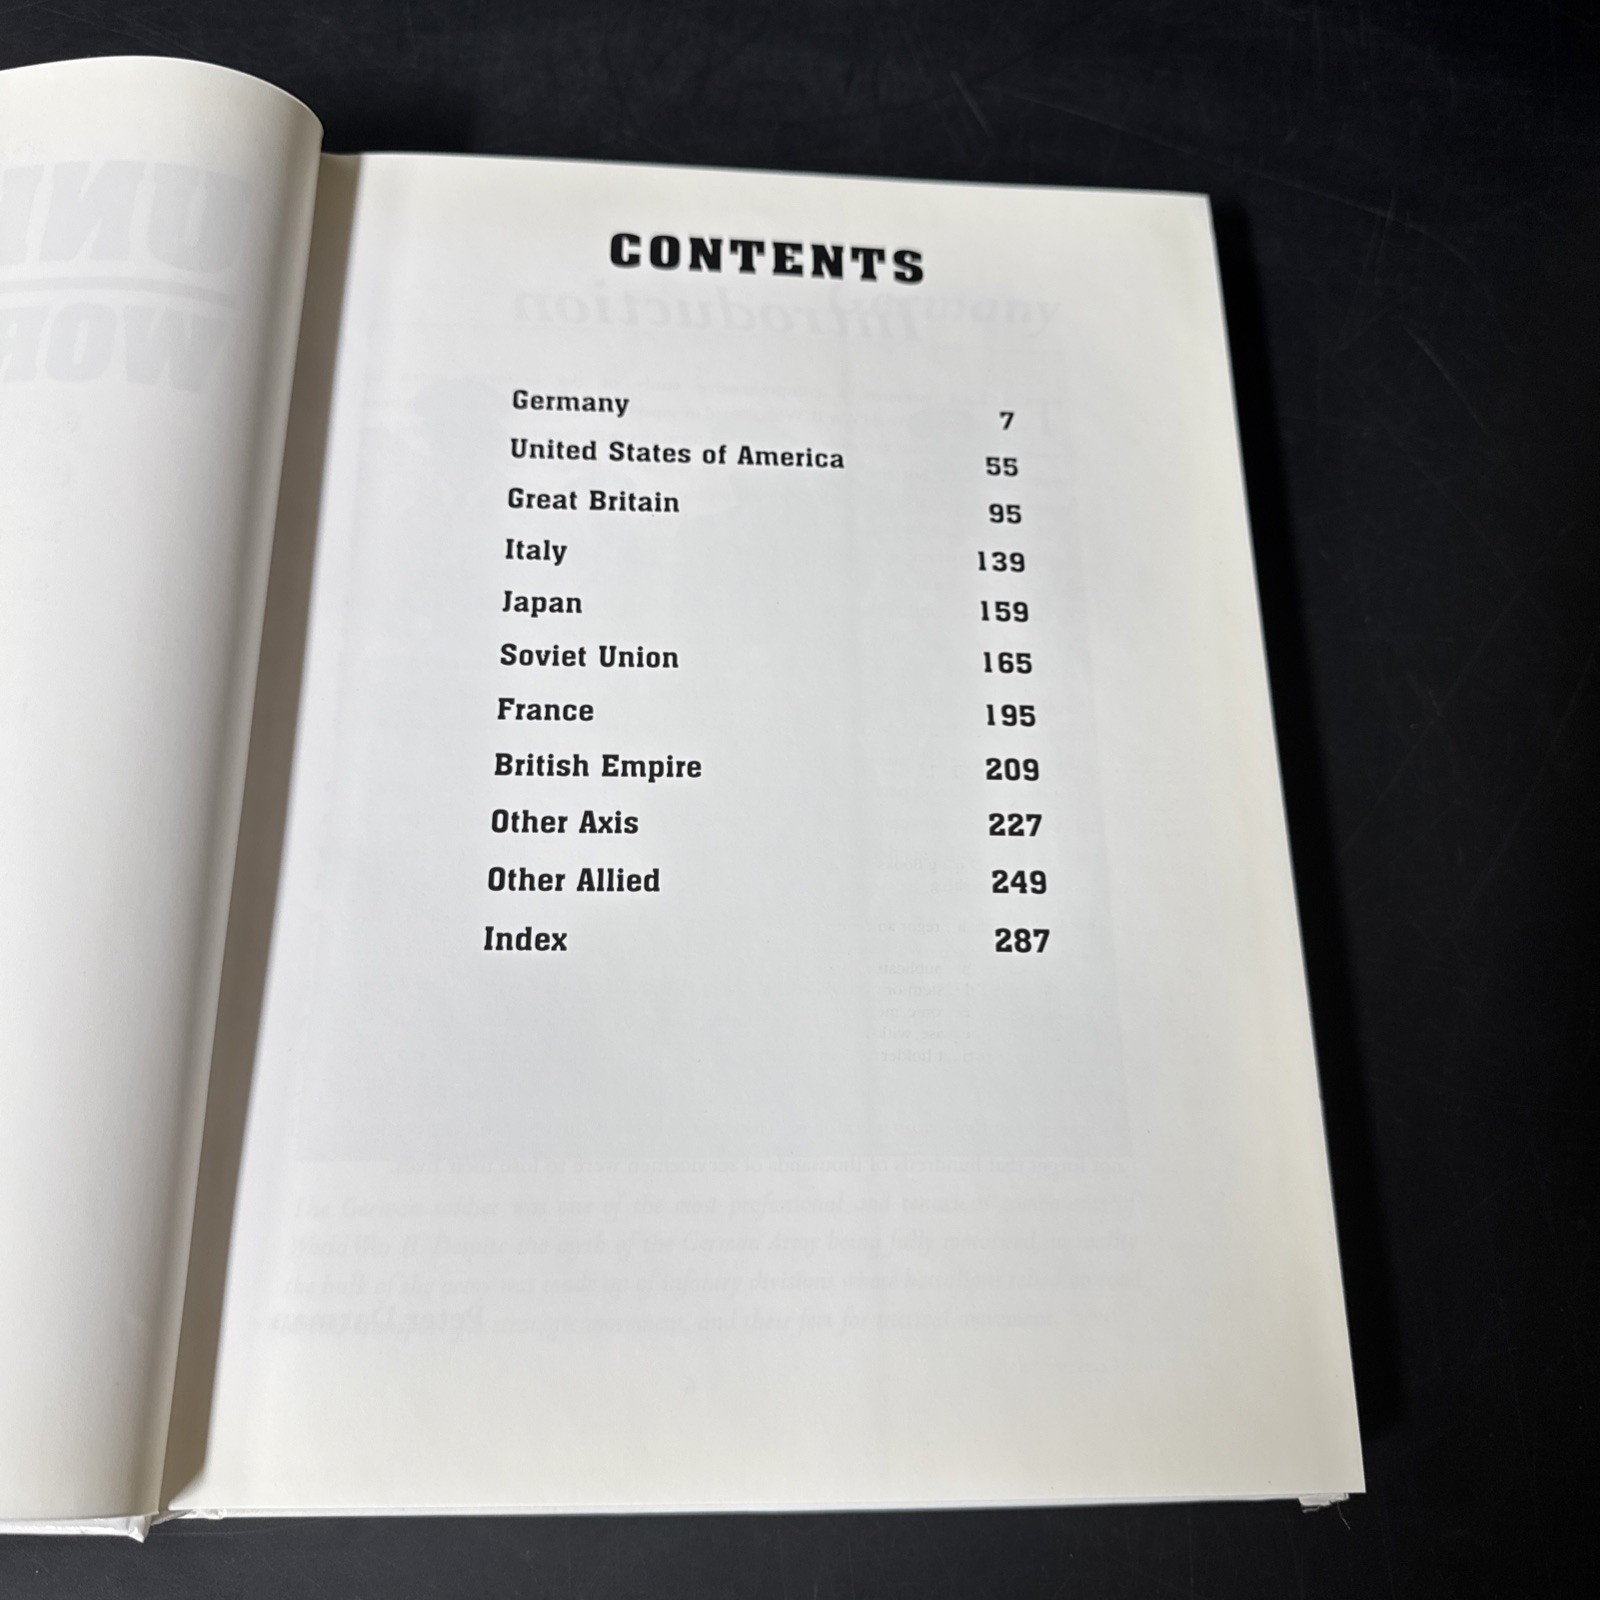 CONTENTS
Germany 7
United States of America 55
Great Britain 95
Italy 139
Japan 159
Soviet Union 165
France 195
British Empire 209
Other Axis 227
Other Allied 249
Index 287